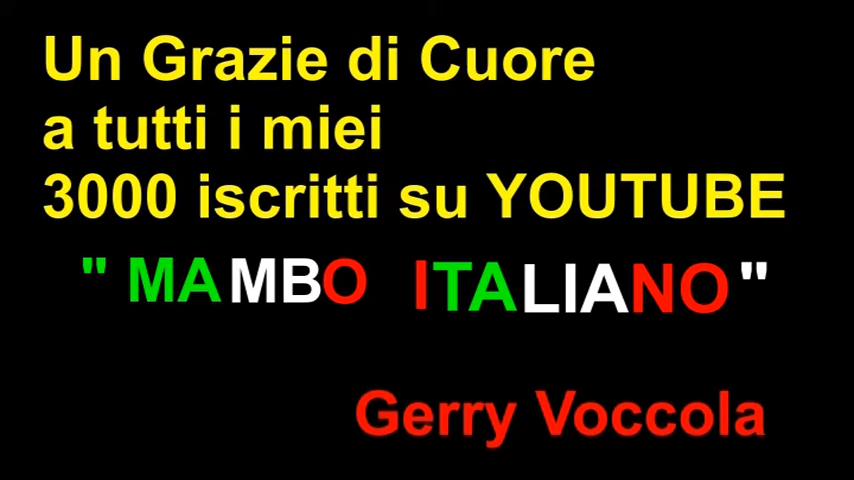 Un Grazie di Cuore
a tutti i miei
3000 iscritti su YOUTUBE
" MAMBO ITALIANO "
Gerry Voccola